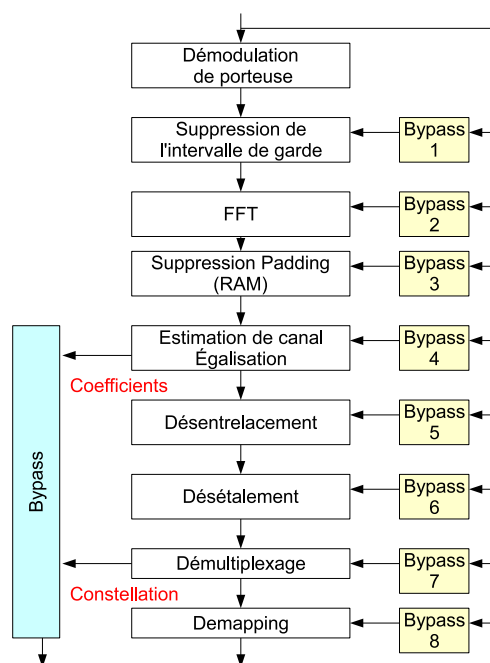 Démodulation
de porteuse
Suppression de
l'intervalle de garde
Bypass
1
FFT
Bypass
2
Suppression Padding
(RAM)
Bypass
3
Estimation de canal
Égalisation
Bypass
4
Coefficients
Désentrelacement
Bypass
5
Bypass
Désétalement
Bypass
6
Démultiplexage
Bypass
7
Constellation
Demapping
Bypass
8